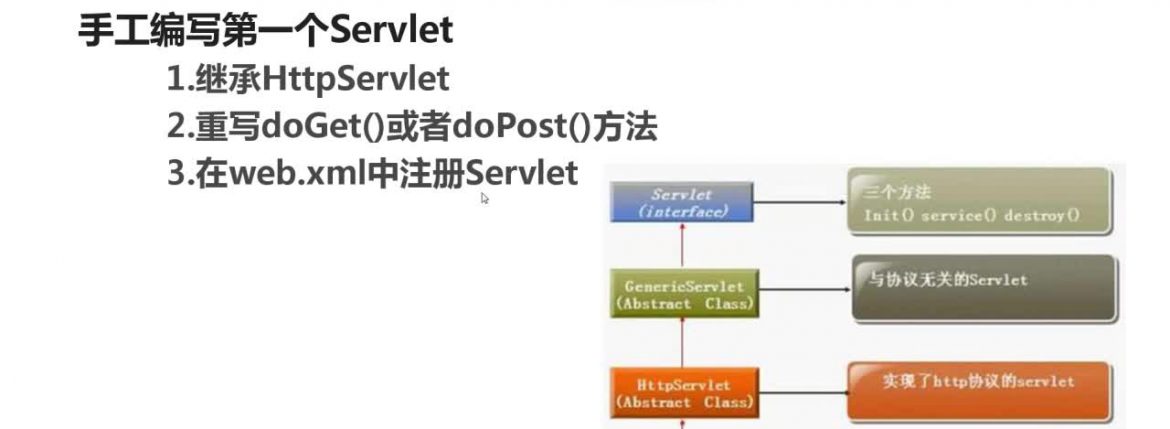 手工编写第一个Servlet
1.继承HttpServlet
2.重写doGet()或者doPost()方法
3.在web.xml中注册Servlet
Servlet
(interface)
三个方法
Init() service() destroy()
GenericServlet
(Abstract Class)
与协议无关的Servlet
HttpServlet
(Abstract Class)
实现了http协议的servlet